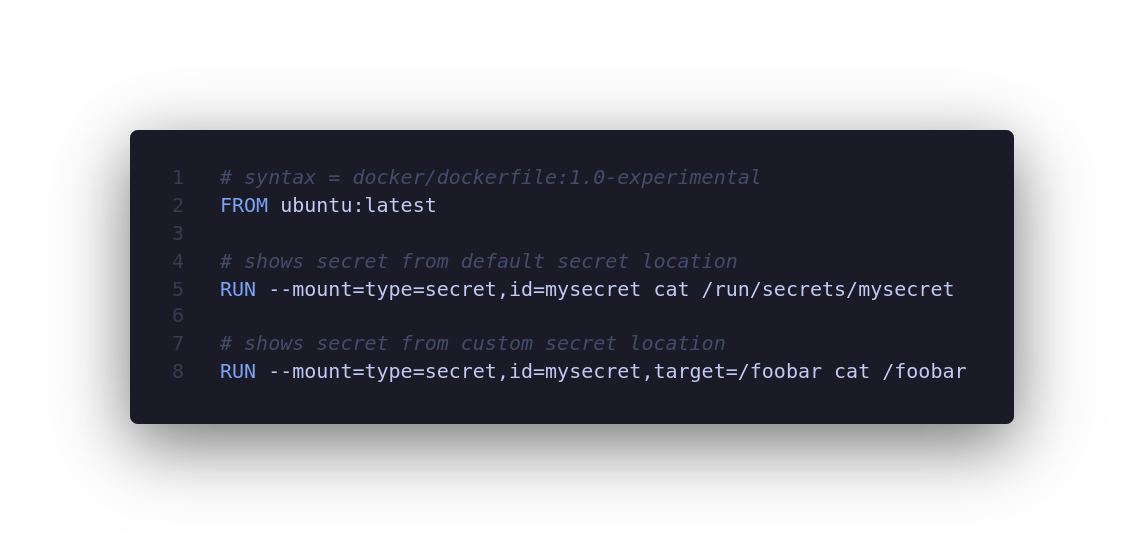 1 # syntax = docker/dockerfile:1.0-experimental
2 FROM ubuntu:latest
3
4 # shows secret from default secret location
5 RUN --mount=type=secret,id=mysecret cat /run/secrets/mysecret
6
7 # shows secret from custom secret location
8 RUN --mount=type=secret,id=mysecret,target=/foobar cat /foobar